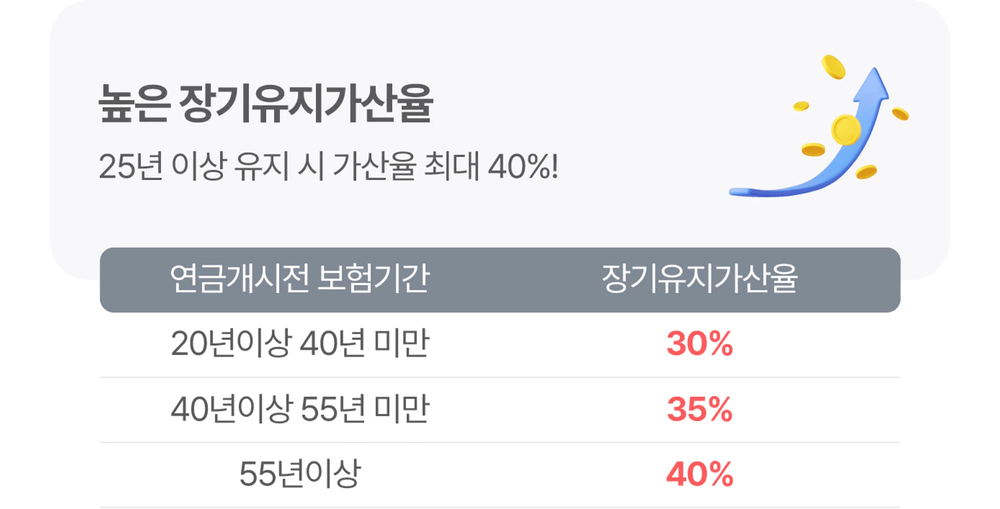 높은 장기유지가산율
25년 이상 유지 시 가산율 최대 40%!
연금개시전 보험기간 장기유지가산율
20년이상 40년 미만 30%
40년이상 55년 미만 35%
55년이상 40%